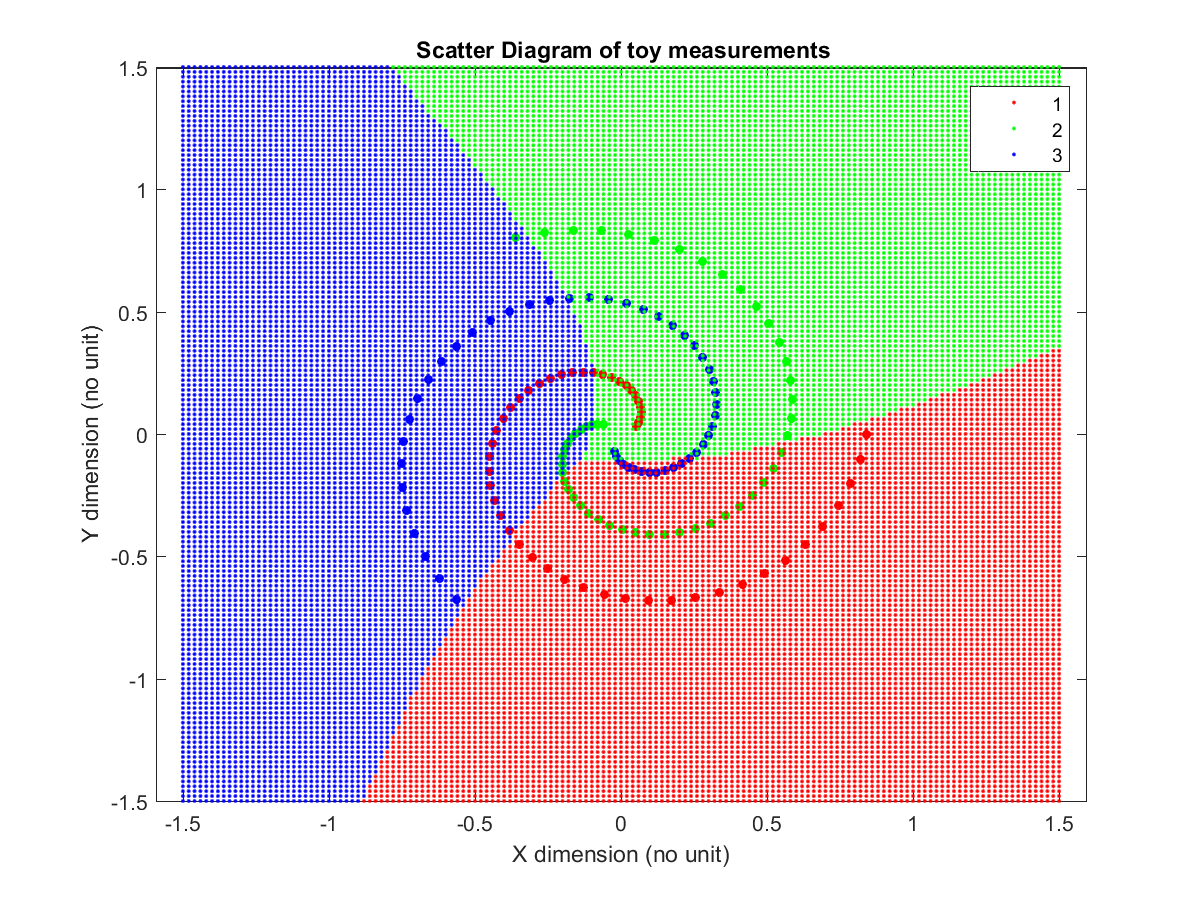 Scatter Diagram of toy measurements
1.5
1
0.5
0
-0.5
-1
-1.5
Y dimension (no unit)
1
2
3
-1.5 -1 -0.5 0 0.5 1 1.5
X dimension (no unit)